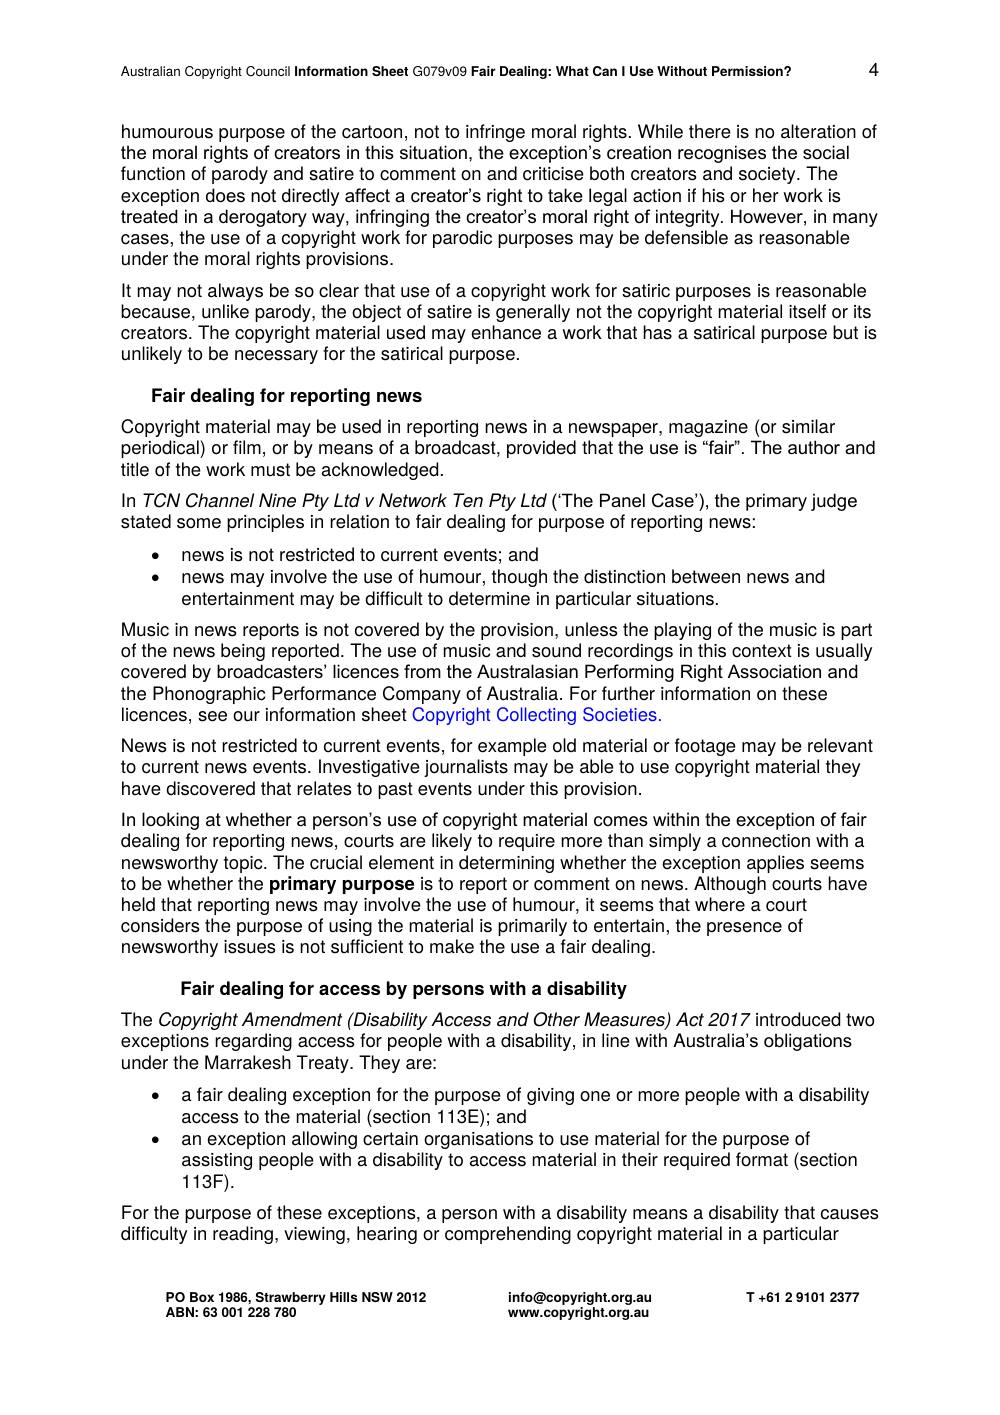 Australian Copyright Council Information Sheet G079v09 Fair Dealing: What Can I Use Without Permission? 4
humourous purpose of the cartoon, not to infringe moral rights. While there is no alteration of
the moral rights of creators in this situation, the exception’s creation recognises the social
function of parody and satire to comment on and criticise both creators and society. The
exception does not directly affect a creator’s right to take legal action if his or her work is
treated in a derogatory way, infringing the creator’s moral right of integrity. However, in many
cases, the use of a copyright work for parodic purposes may be defensible as reasonable
under the moral rights provisions.
It may not always be so clear that use of a copyright work for satiric purposes is reasonable
because, unlike parody, the object of satire is generally not the copyright material itself or its
creators. The copyright material used may enhance a work that has a satirical purpose but is
unlikely to be necessary for the satirical purpose.
Fair dealing for reporting news
Copyright material may be used in reporting news in a newspaper, magazine (or similar
periodical) or film, or by means of a broadcast, provided that the use is “fair”. The author and
title of the work must be acknowledged.
In TCN Channel Nine Pty Ltd v Network Ten Pty Ltd (‘The Panel Case’), the primary judge
stated some principles in relation to fair dealing for purpose of reporting news:
• news is not restricted to current events; and
• news may involve the use of humour, though the distinction between news and
entertainment may be difficult to determine in particular situations.
Music in news reports is not covered by the provision, unless the playing of the music is part
of the news being reported. The use of music and sound recordings in this context is usually
covered by broadcasters’ licences from the Australasian Performing Right Association and
the Phonographic Performance Company of Australia. For further information on these
licences, see our information sheet Copyright Collecting Societies.
News is not restricted to current events, for example old material or footage may be relevant
to current news events. Investigative journalists may be able to use copyright material they
have discovered that relates to past events under this provision.
In looking at whether a person’s use of copyright material comes within the exception of fair
dealing for reporting news, courts are likely to require more than simply a connection with a
newsworthy topic. The crucial element in determining whether the exception applies seems
to be whether the primary purpose is to report or comment on news. Although courts have
held that reporting news may involve the use of humour, it seems that where a court
considers the purpose of using the material is primarily to entertain, the presence of
newsworthy issues is not sufficient to make the use a fair dealing.
Fair dealing for access by persons with a disability
The Copyright Amendment (Disability Access and Other Measures) Act 2017 introduced two
exceptions regarding access for people with a disability, in line with Australia’s obligations
under the Marrakesh Treaty. They are:
• a fair dealing exception for the purpose of giving one or more people with a disability
access to the material (section 113E); and
• an exception allowing certain organisations to use material for the purpose of
assisting people with a disability to access material in their required format (section
113F).
For the purpose of these exceptions, a person with a disability means a disability that causes
difficulty in reading, viewing, hearing or comprehending copyright material in a particular
PO Box 1986, Strawberry Hills NSW 2012 info@copyright.org.au T +61 2 9101 2377
ABN: 63 001 228 780 www.copyright.org.au